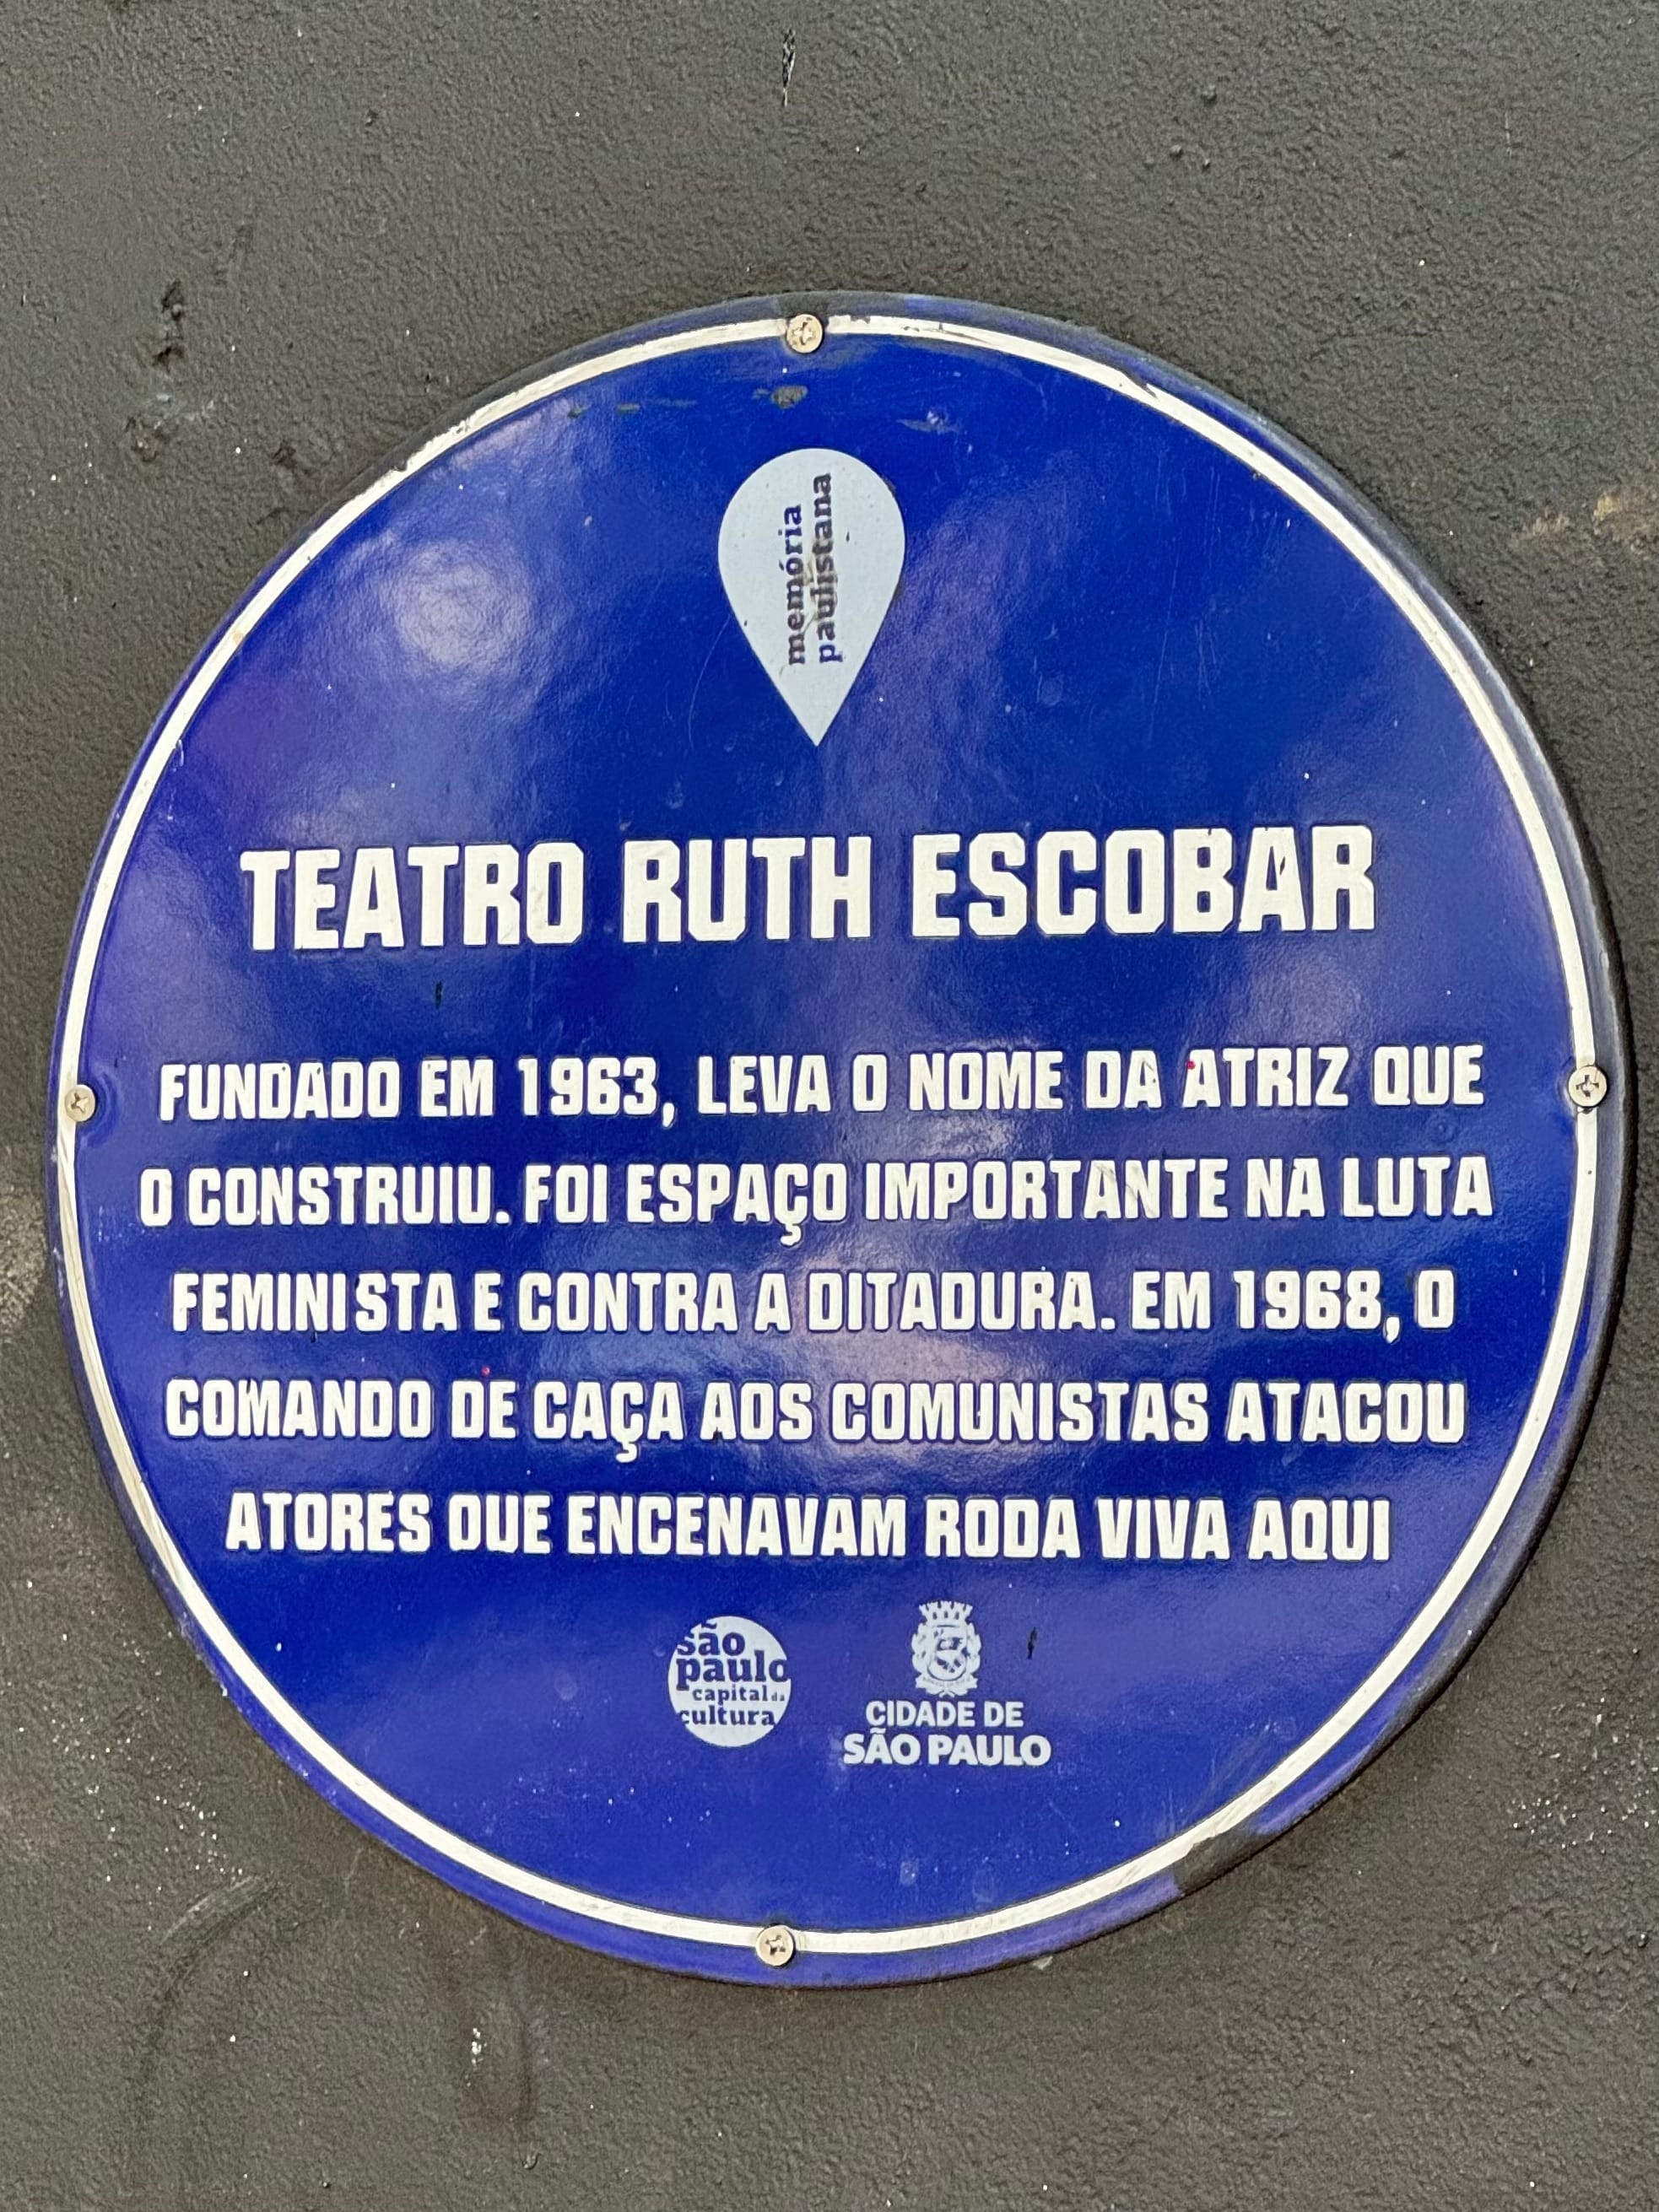 memória
paulistana
TEATRO RUTH ESCOBAR
FUNDADO EM 1963, LEVA O NOME DA ATRIZ QUE
O CONSTRUIU. FOI ESPAÇO IMPORTANTE NA LUTA
FEMINISTA E CONTRA A DITADURA. EM 1968, O
COMANDO DE CAÇA AOS COMUNISTAS ATACOU
ATORES QUE ENCENAVAM RODA VIVA AQUI
são
paulo
capital da
cultura
CIDADE DE
SÃO PAULO